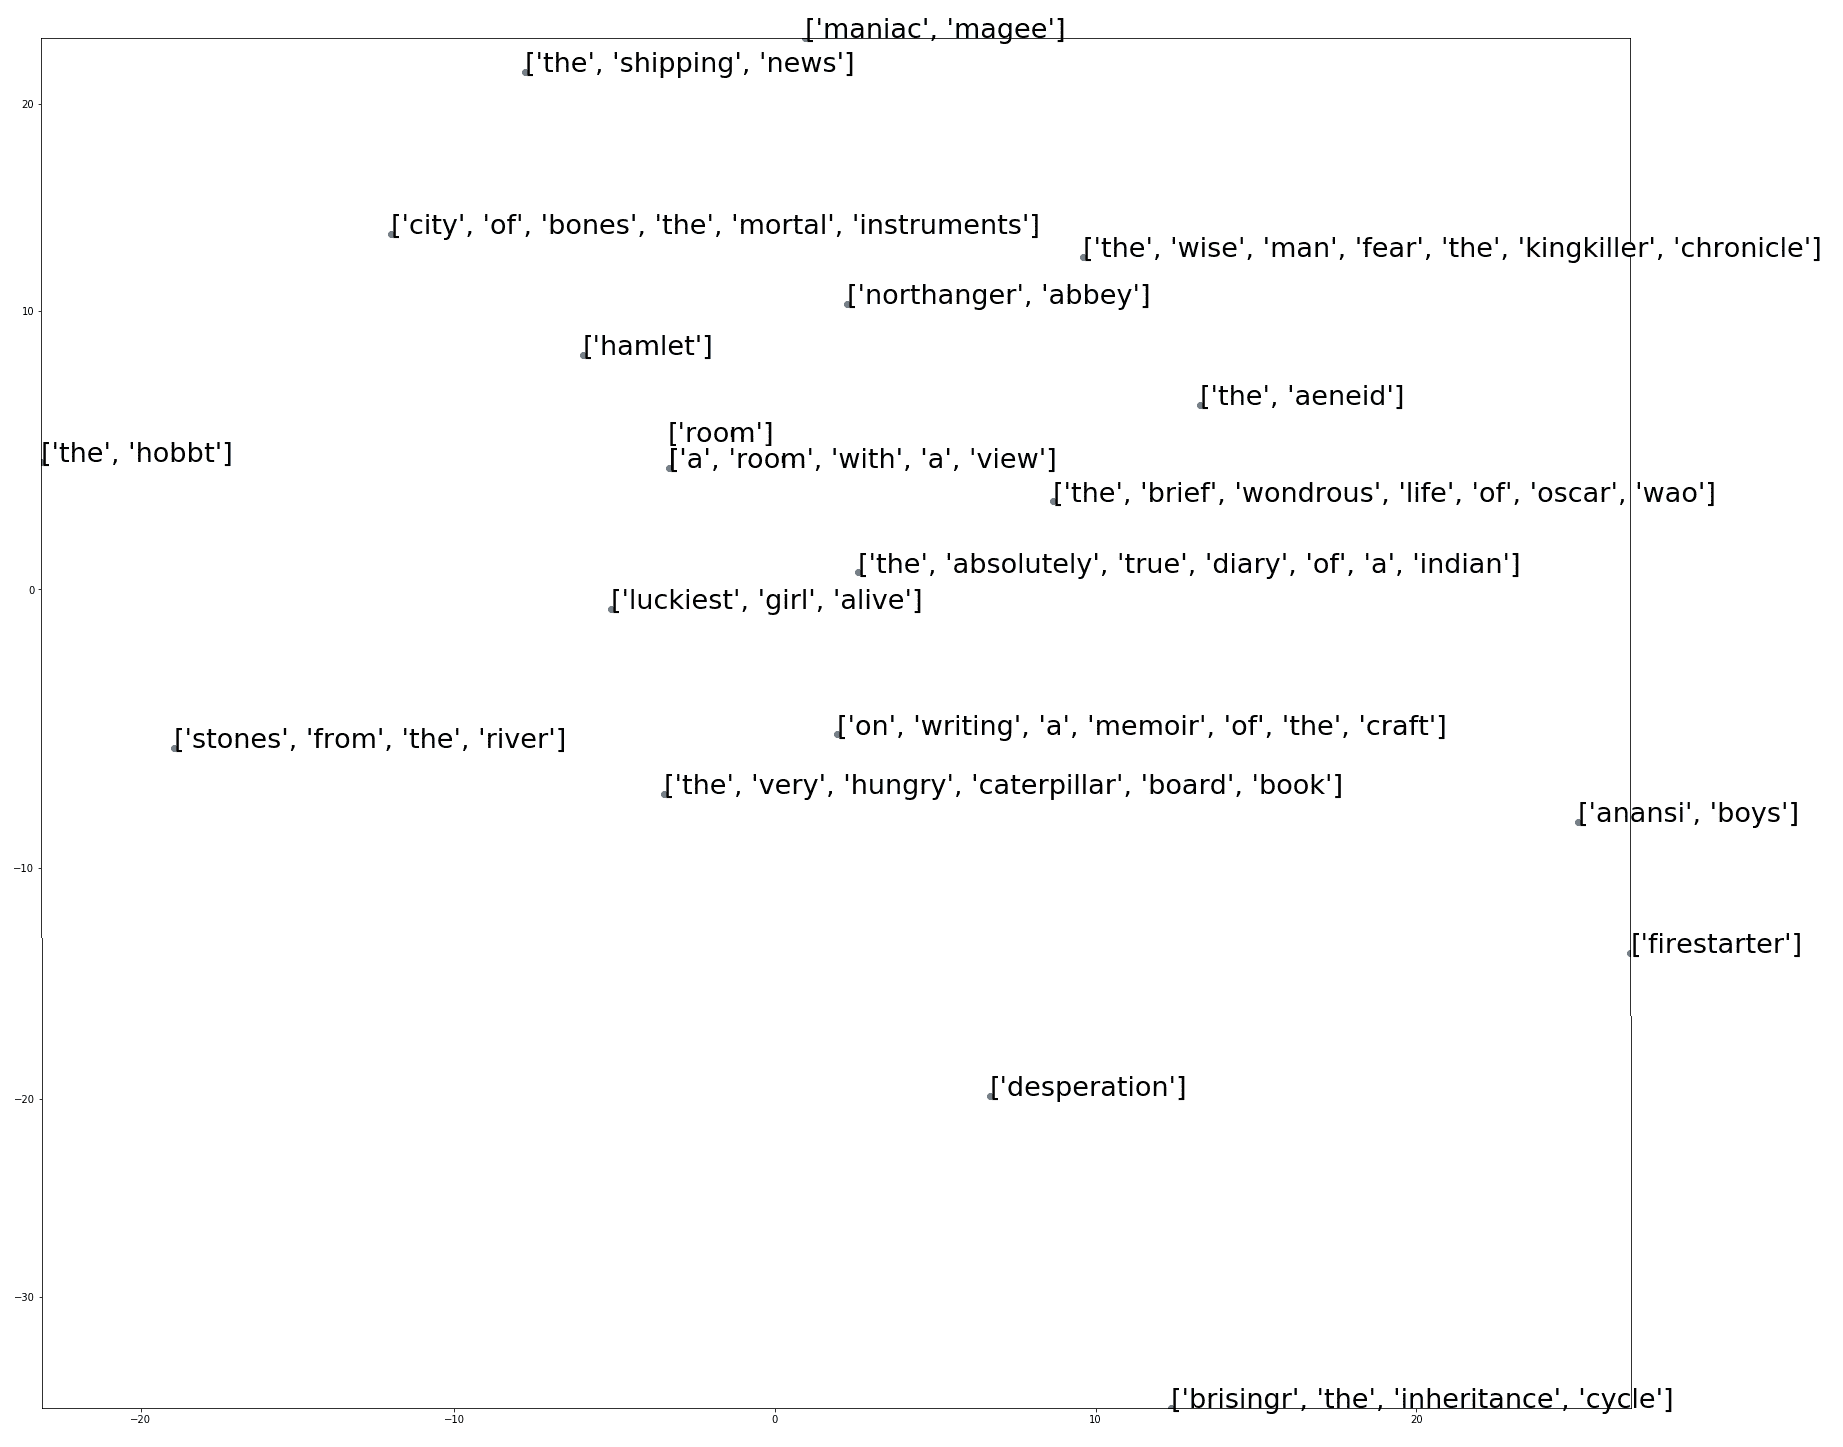 ['maniac', 'magee']
['the', 'shipping', 'news']
20
['city', 'of', 'bones', 'the', 'mortal', 'instruments']
['the', 'wise', 'man', 'fear', 'the', 'kingkiller', 'chronicle']
['northanger', 'abbey']
10
['hamlet']
['the', 'aeneid']
['room']
['the', 'hobbt']
['a', 'room', 'with', 'a', 'view']
['the', 'brief', 'wondrous', 'life', 'of', 'oscar', 'wao']
['the', 'absolutely', 'true', 'diary', 'of', 'a', 'indian']
0
['luckiest', 'girl', 'alive']
['on', 'writing', 'a', 'memoir', 'of', 'the', 'craft']
['stones', 'from', 'the', 'river']
['the', 'very', 'hungry', 'caterpillar', 'board', 'book']
['anansi', 'boys']
−10
['firestarter']
['desperation']
−20
−30
['brisingr', 'the', 'inheritance', 'cycle']
−20 −10 0 10 20